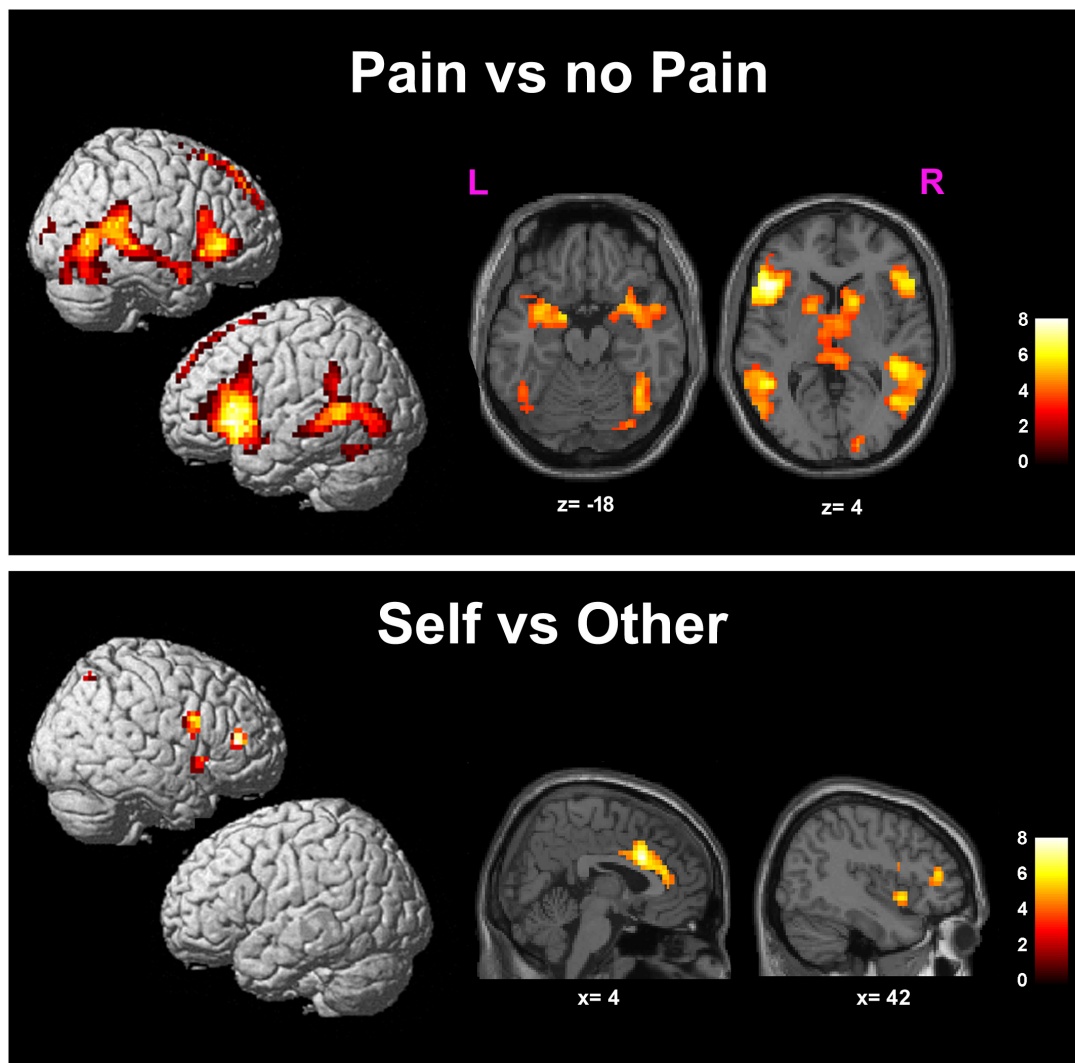 Pain vs no Pain
L
R
8
6
4
2
0
z= -18
z= 4
Self vs Other
8
6
4
2
0
x= 4
x= 42